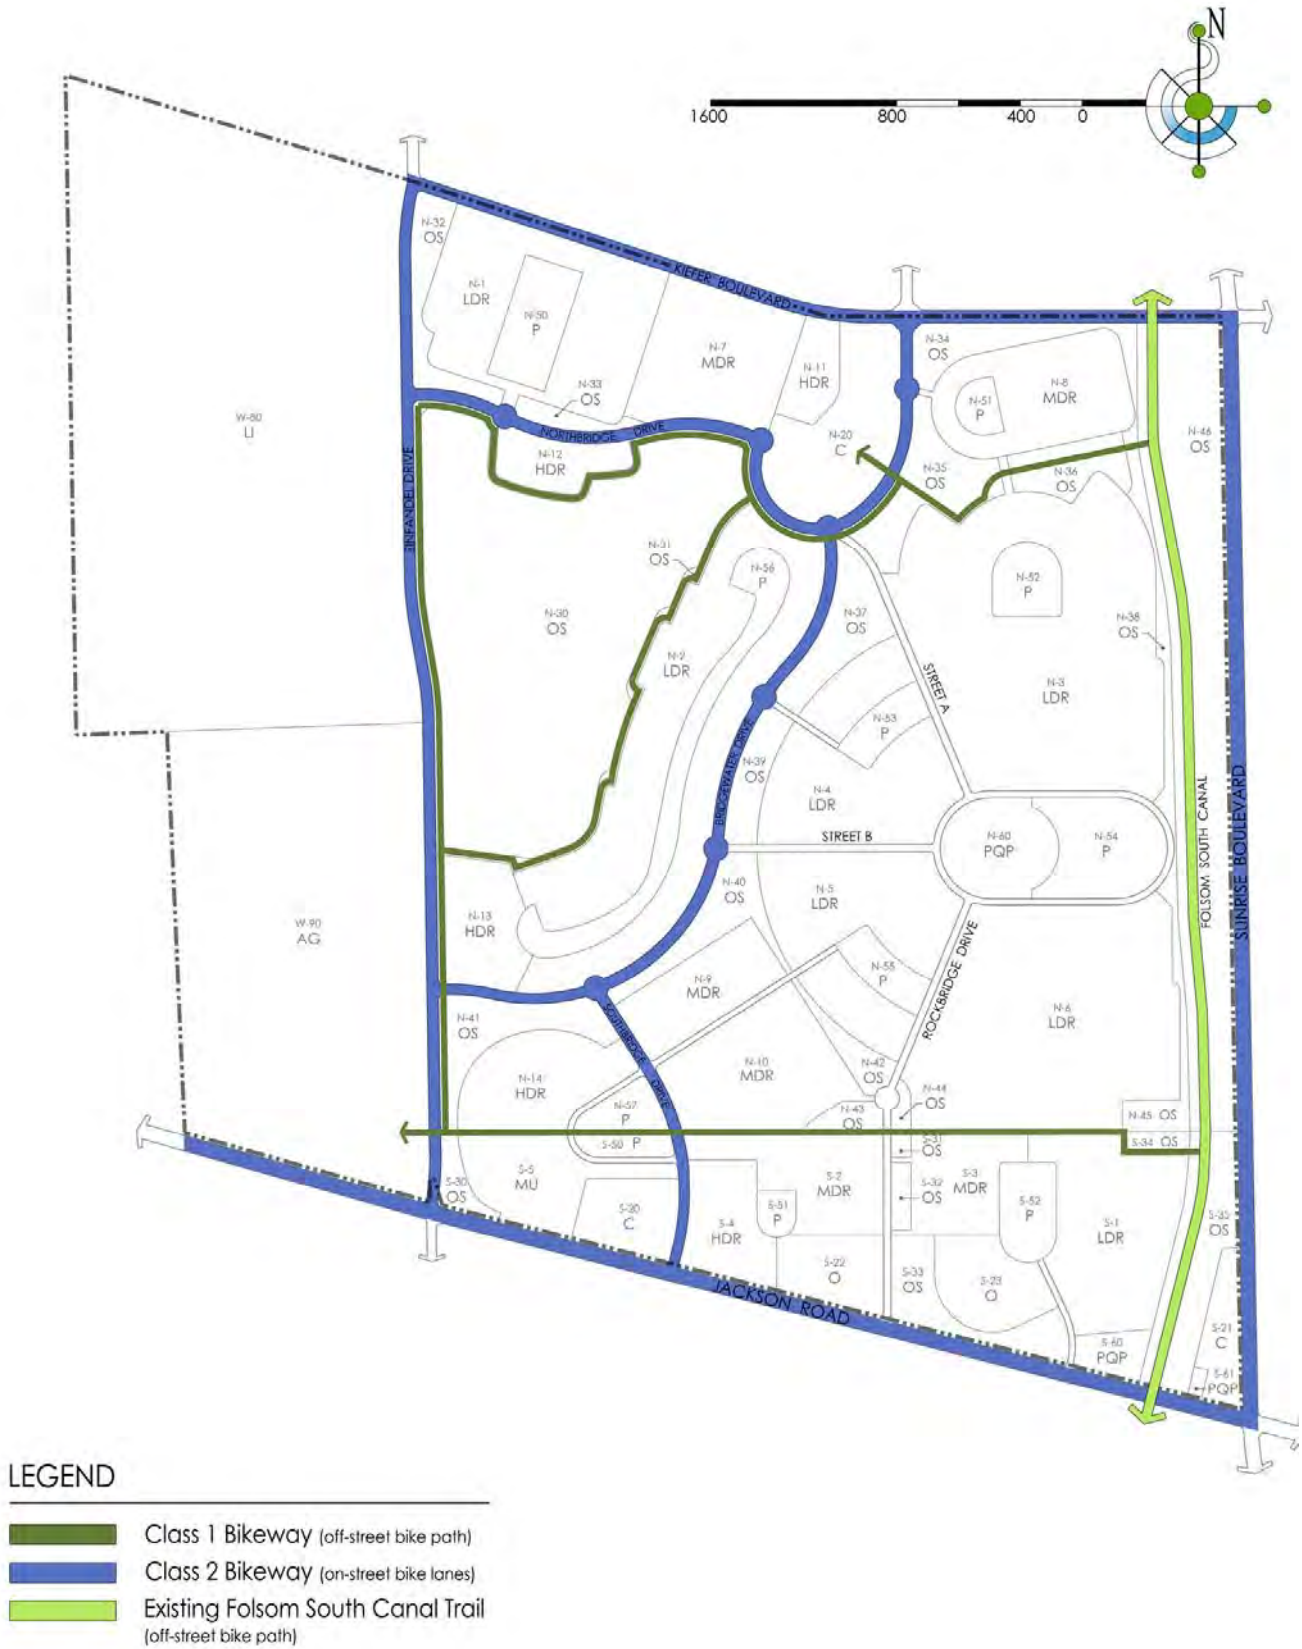 N
1600 800 400 0
N-32
OS
KIEFER BOULEVARD
N-1
LDR
N-50
P
N-7
MDR
N-11
HDR
N-34
OS
N-8
MDR
N-51
P
N-33
OS
W-80
LI
NORTHBRIDGE DRIVE
N-20
C
N-46
OS
N-12
HDR
N-35
OS
N-36
OS
N-31
OS
N-56
P
N-52
P
N-30
OS
N-37
OS
N-38
OS
N-2
LDR
STREET A
N-3
LDR
N-53
P
BRIDGEWATER DRIVE
N-39
OS
N-4
LDR
STREET B
N-60
PQP
N-54
P
FOLSOM SOUTH CANAL
SUNRISE BOULEVARD
N-40
OS
N-5
LDR
W-90
AG
N-13
HDR
N-9
MDR
N-55
P
ROCKBRIDGE DRIVE
N-6
LDR
N-41
OS
SOUTHBRIDGE DRIVE
N-14
HDR
N-10
MDR
N-42
OS
N-44
OS
N-57
P
N-43
OS
N-45 OS
S-50 P
S-31
OS
S-34 OS
S-30
OS
S-5
MU
S-2
MDR
S-32
OS
S-3
MDR
S-20
C
S-4
HDR
S-51
P
S-52
P
S-1
LDR
S-35
OS
S-22
O
S-33
OS
S-23
O
JACKSON ROAD
S-60
PQP
S-21
C
S-61
PQP
LEGEND
Class 1 Bikeway (off-street bike path)
Class 2 Bikeway (on-street bike lanes)
Existing Folsom South Canal Trail
(off-street bike path)